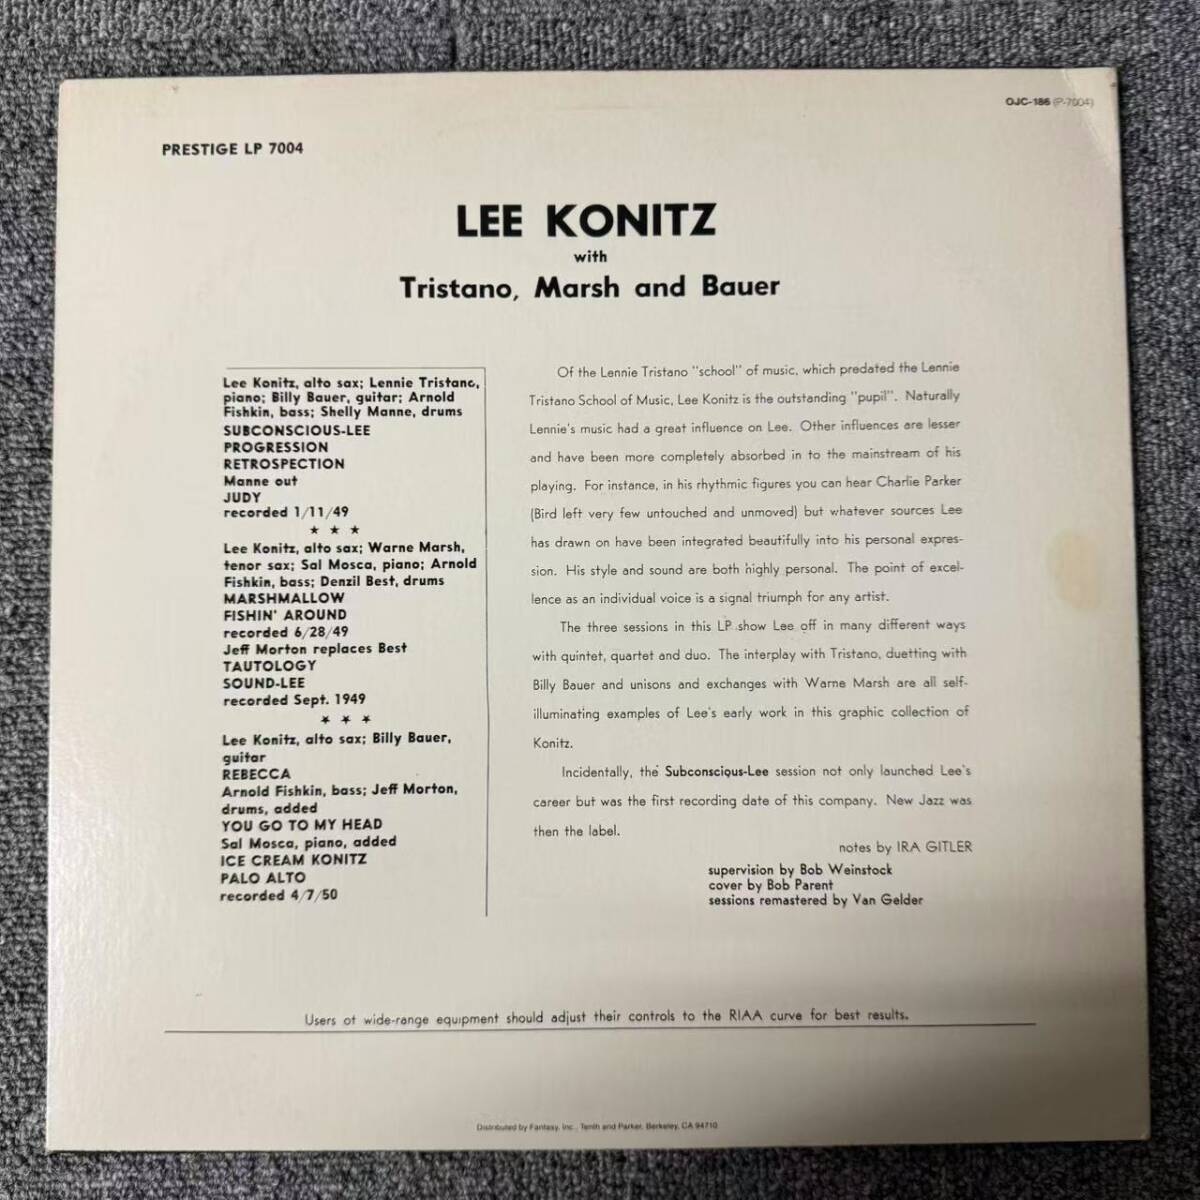 OJC-186 (P-7004)
PRESTIGE LP 7004
LEE KONITZ
with
Tristano, Marsh and Bauer
Lee Konitz, alto sax; Lennie Tristano,
piano; Billy Bauer, guitar; Arnold
Fishkin, bass; Shelly Manne, drums
SUBCONSCIOUS-LEE
PROGRESSION
RETROSPECTION
Manne out
JUDY
recorded 1/11/49
★ ★ ★
Lee Konitz, alto sax; Warne Marsh,
tenor sax; Sal Mosca, piano; Arnold
Fishkin, bass; Denzil Best, drums
MARSHMALLOW
FISHIN' AROUND
recorded 6/28/49
Jeff Morton replaces Best
TAUTOLOGY
SOUND-LEE
recorded Sept. 1949
★ ★ ★
Lee Konitz, alto sax; Billy Bauer,
guitar
REBECCA
Arnold Fishkin, bass; Jeff Morton,
drums, added
YOU GO TO MY HEAD
Sal Mosca, piano, added
ICE CREAM KONITZ
PALO ALTO
recorded 4/7/50
Of the Lennie Tristano "school" of music, which predated the Lennie
Tristano School of Music, Lee Konitz is the outstanding "pupil". Naturally
Lennie's music had a great influence on Lee. Other influences are lesser
and have been more completely absorbed in to the mainstream of his
playing. For instance, in his rhythmic figures you can hear Charlie Parker
(Bird left very few untouched and unmoved) but whatever sources Lee
has drawn on have been integrated beautifully into his personal expres-
sion. His style and sound are both highly personal. The point of excel-
lence as an individual voice is a signal triumph for any artist.
The three sessions in this LP show Lee off in many different ways
with quintet, quartet and duo. The interplay with Tristano, duetting with
Billy Bauer and unisons and exchanges with Warne Marsh are all self-
illuminating examples of Lee's early work in this graphic collection of
Konitz.
Incidentally, the Subconscious-Lee session not only launched Lee's
career but was the first recording date of this company. New Jazz was
then the label.
notes by IRA GITLER
supervision by Bob Weinstock
cover by Bob Parent
sessions remastered by Van Gelder
Users of wide-range equipment should adjust their controls to the RIAA curve for best results.
Distributed by Fantasy, Inc., Tenth and Parker, Berkeley, CA 94710